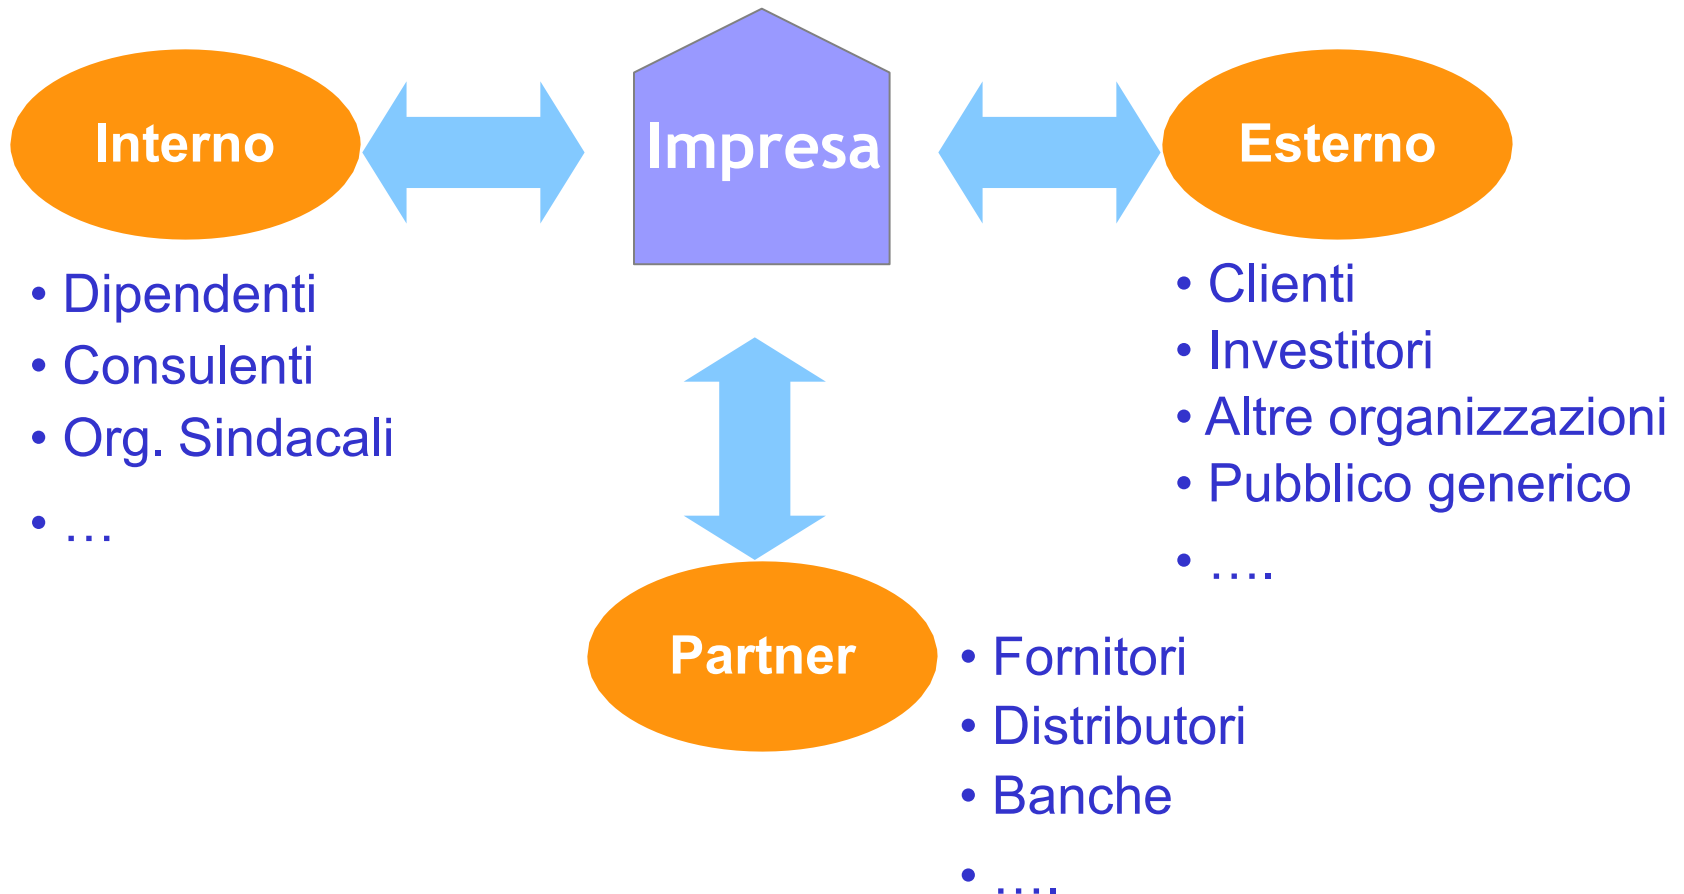 Interno
Impresa
Esterno
• Dipendenti
• Consulenti
• Org. Sindacali
• …
• Clienti
• Investitori
• Altre organizzazioni
• Pubblico generico
• ….
Partner
• Fornitori
• Distributori
• Banche
• ….